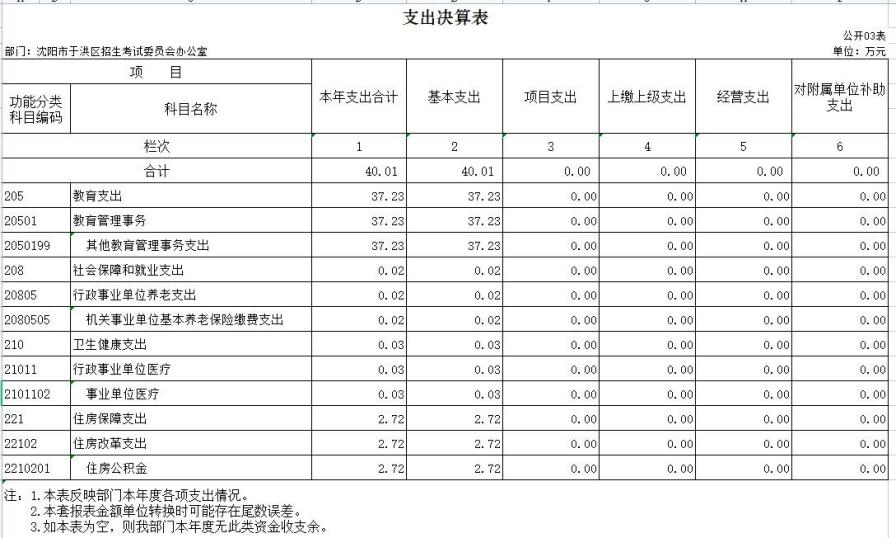 支出决算表
公开03表
部门：沈阳市于洪区招生考试委员会办公室 单位：万元
项 目 本年支出合计 基本支出 项目支出 上缴上级支出 经营支出 对附属单位补助支出
功能分类科目编码 科目名称
栏次 1 2 3 4 5 6
合计 40.01 40.01 0.00 0.00 0.00 0.00
205 教育支出 37.23 37.23 0.00 0.00 0.00 0.00
20501 教育管理事务 37.23 37.23 0.00 0.00 0.00 0.00
2050199 其他教育管理事务支出 37.23 37.23 0.00 0.00 0.00 0.00
208 社会保障和就业支出 0.02 0.02 0.00 0.00 0.00 0.00
20805 行政事业单位养老支出 0.02 0.02 0.00 0.00 0.00 0.00
2080505 机关事业单位基本养老保险缴费支出 0.02 0.02 0.00 0.00 0.00 0.00
210 卫生健康支出 0.03 0.03 0.00 0.00 0.00 0.00
21011 行政事业单位医疗 0.03 0.03 0.00 0.00 0.00 0.00
2101102 事业单位医疗 0.03 0.03 0.00 0.00 0.00 0.00
221 住房保障支出 2.72 2.72 0.00 0.00 0.00 0.00
22102 住房改革支出 2.72 2.72 0.00 0.00 0.00 0.00
2210201 住房公积金 2.72 2.72 0.00 0.00 0.00 0.00
注：1.本表反映部门本年度各项支出情况。
2.本套报表金额单位转换时可能存在尾数误差。
3.如本表为空，则我部门本年度无此类资金收支余。